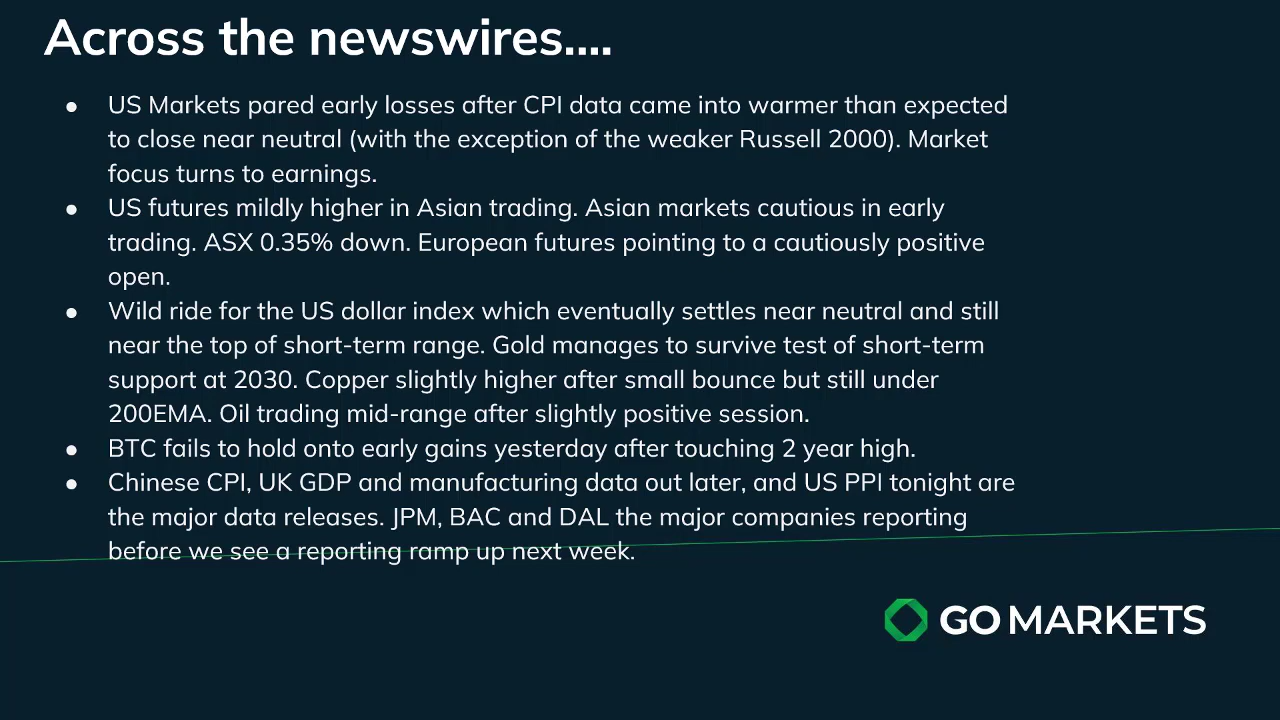 Across the newswires....
● US Markets pared early losses after CPI data came into warmer than expected
to close near neutral (with the exception of the weaker Russell 2000). Market
focus turns to earnings.
● US futures mildly higher in Asian trading. Asian markets cautious in early
trading. ASX 0.35% down. European futures pointing to a cautiously positive
open.
● Wild ride for the US dollar index which eventually settles near neutral and still
near the top of short-term range. Gold manages to survive test of short-term
support at 2030. Copper slightly higher after small bounce but still under
200EMA. Oil trading mid-range after slightly positive session.
● BTC fails to hold onto early gains yesterday after touching 2 year high.
● Chinese CPI, UK GDP and manufacturing data out later, and US PPI tonight are
the major data releases. JPM, BAC and DAL the major companies reporting
before we see a reporting ramp up next week.
GO MARKETS